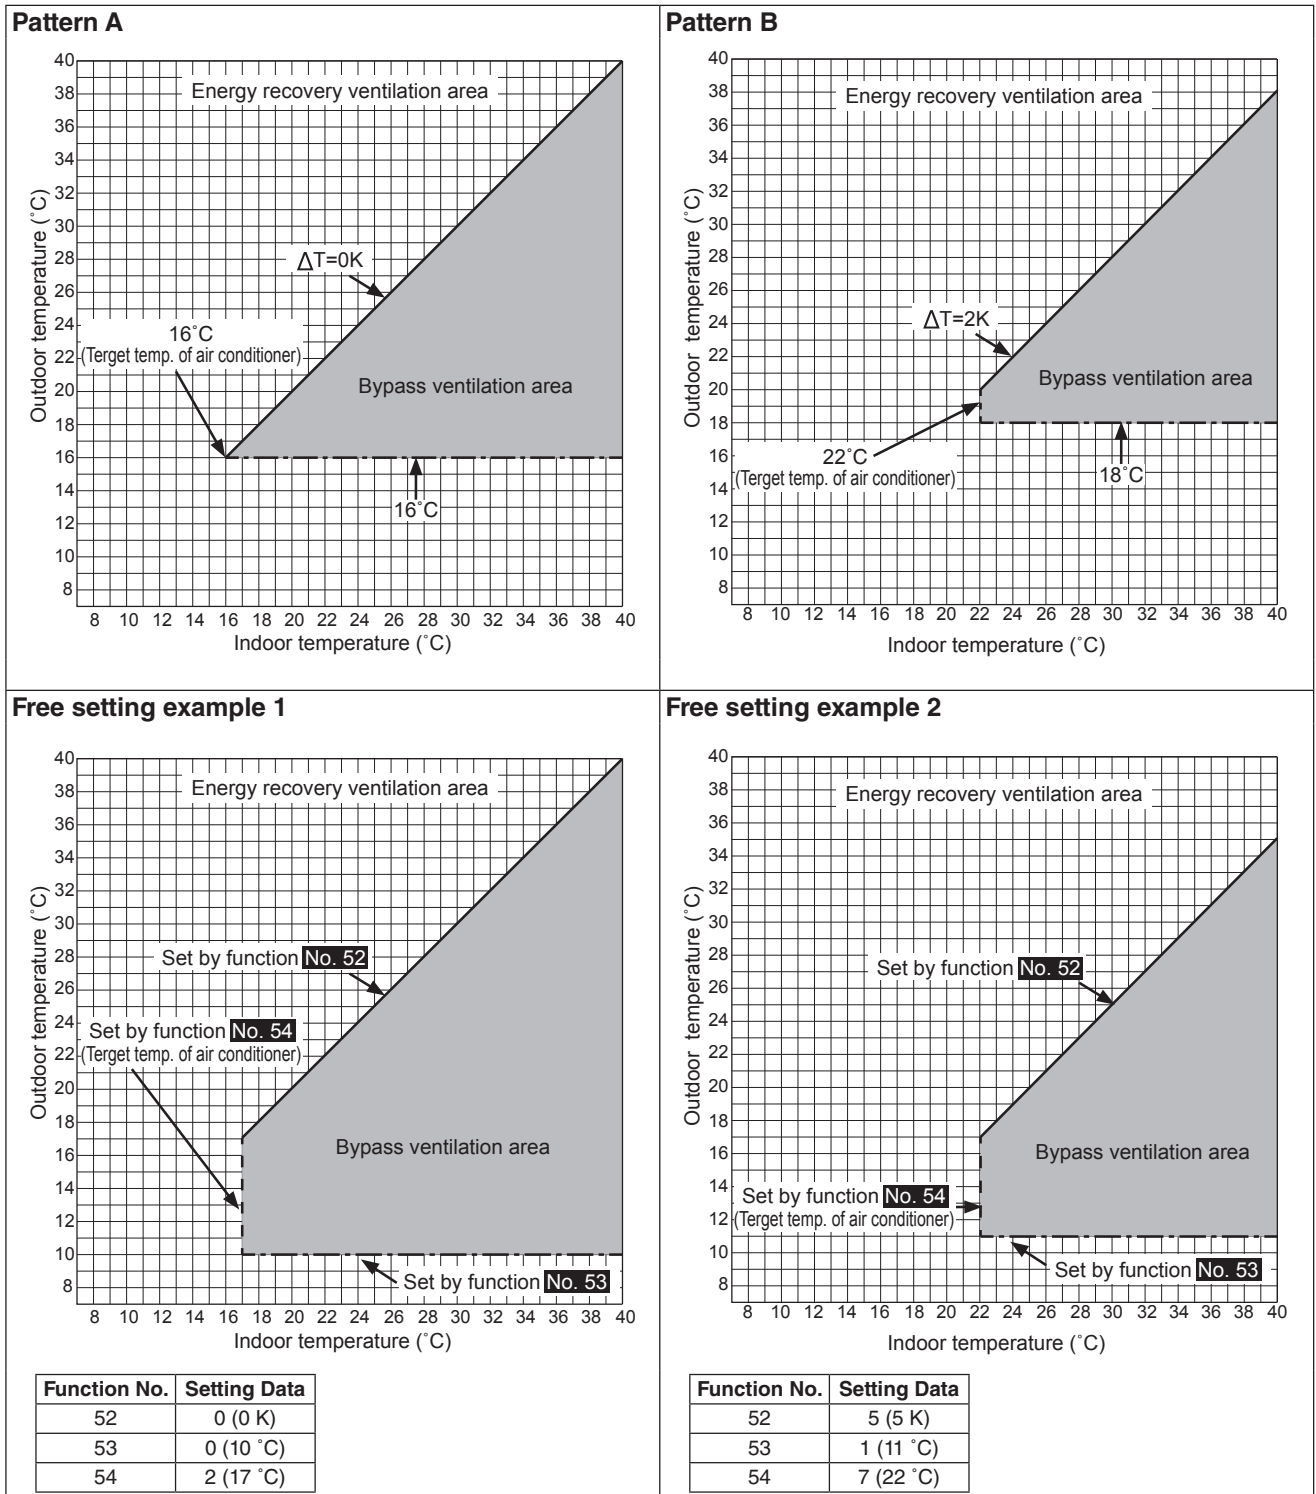 Pattern A
40
38
36
34
32
30
28
26
24
22
20
18
16
14
12
10
8
Outdoor temperature (˚C)
Energy recovery ventilation area
ΔT=0K
16˚C
(Terget temp. of air conditioner)
Bypass ventilation area
16˚C
8 10 12 14 16 18 20 22 24 26 28 30 32 34 36 38 40
Indoor temperature (˚C)
Pattern B
40
38
36
34
32
30
28
26
24
22
20
18
16
14
12
10
8
Outdoor temperature (˚C)
Energy recovery ventilation area
ΔT=2K
Bypass ventilation area
22˚C
(Terget temp. of air conditioner)
18˚C
8 10 12 14 16 18 20 22 24 26 28 30 32 34 36 38 40
Indoor temperature (˚C)
Free setting example 1
40
38
36
34
32
30
28
26
24
22
20
18
16
14
12
10
8
Outdoor temperature (˚C)
Energy recovery ventilation area
Set by function No. 52
Set by function No. 54
(Terget temp. of air conditioner)
Bypass ventilation area
Set by function No. 53
8 10 12 14 16 18 20 22 24 26 28 30 32 34 36 38 40
Indoor temperature (˚C)
Function No. Setting Data
52 0 (0 K)
53 0 (10 ˚C)
54 2 (17 ˚C)
Free setting example 2
40
38
36
34
32
30
28
26
24
22
20
18
16
14
12
10
8
Outdoor temperature (˚C)
Energy recovery ventilation area
Set by function No. 52
Bypass ventilation area
Set by function No. 54
(Terget temp. of air conditioner)
Set by function No. 53
8 10 12 14 16 18 20 22 24 26 28 30 32 34 36 38 40
Indoor temperature (˚C)
Function No. Setting Data
52 5 (5 K)
53 1 (11 ˚C)
54 7 (22 ˚C)